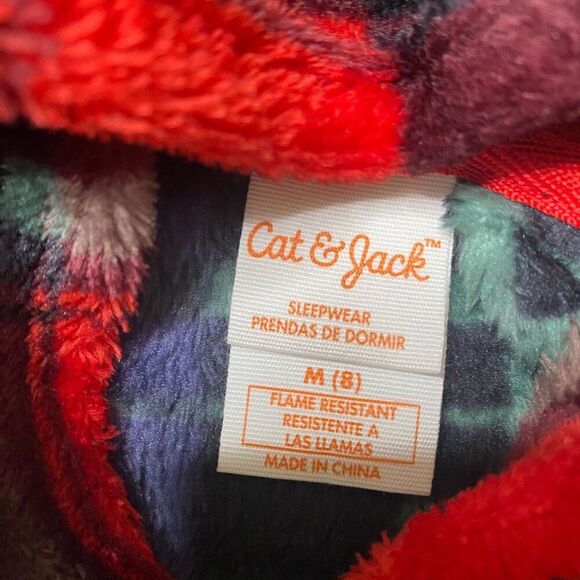 Cat & Jack™
SLEEPWEAR
PRENDAS DE DORMIR
M (8)
FLAME RESISTANT
RESISTENTE A
LAS LLAMAS
MADE IN CHINA